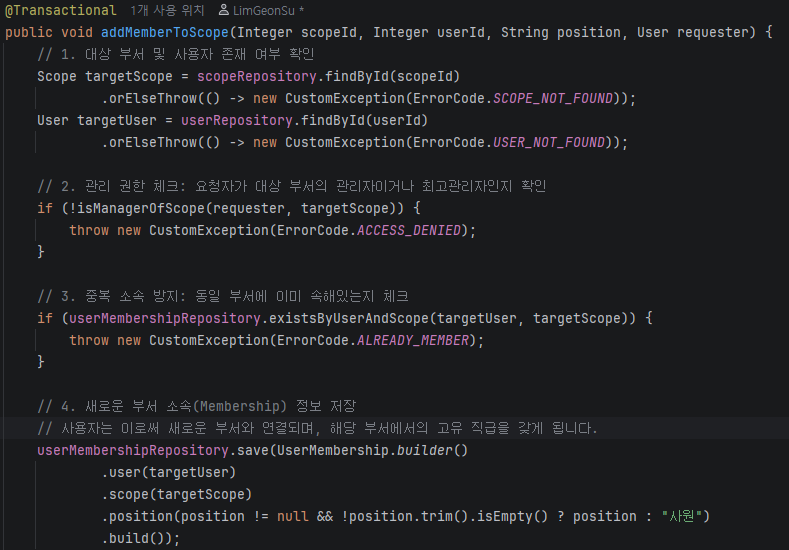 @Transactional 1개 사용 위치 LimGeonSu *
public void addMemberToScope(Integer scopeId, Integer userId, String position, User requester) {
// 1. 대상 부서 및 사용자 존재 여부 확인
Scope targetScope = scopeRepository.findById(scopeId)
.orElseThrow(() -> new CustomException(ErrorCode.SCOPE_NOT_FOUND));
User targetUser = userRepository.findById(userId)
.orElseThrow(() -> new CustomException(ErrorCode.USER_NOT_FOUND));
// 2. 관리 권한 체크: 요청자가 대상 부서의 관리자이거나 최고관리자인지 확인
if (!isManagerOfScope(requester, targetScope)) {
throw new CustomException(ErrorCode.ACCESS_DENIED);
}
// 3. 중복 소속 방지: 동일 부서에 이미 속해있는지 체크
if (userMembershipRepository.existsByUserAndScope(targetUser, targetScope)) {
throw new CustomException(ErrorCode.ALREADY_MEMBER);
}
// 4. 새로운 부서 소속(Membership) 정보 저장
// 사용자는 이로써 새로운 부서와 연결되며, 해당 부서에서의 고유 직급을 갖게 됩니다.
userMembershipRepository.save(UserMembership.builder()
.user(targetUser)
.scope(targetScope)
.position(position != null && !position.trim().isEmpty() ? position : "사원")
.build());